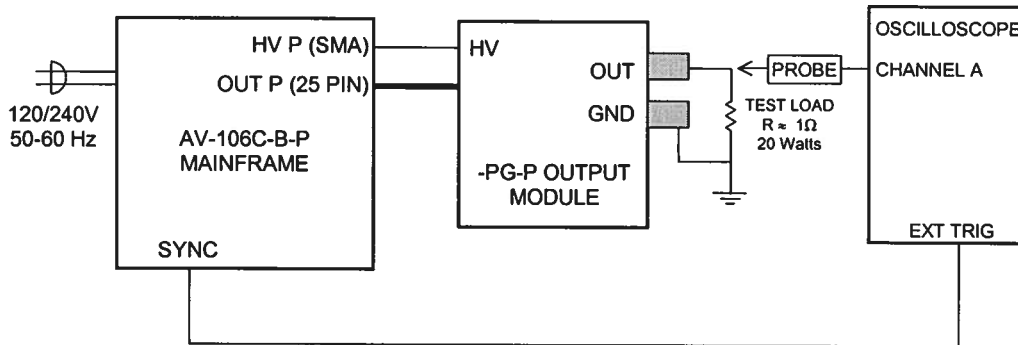 120/240V
50-60 Hz
HV P (SMA)
OUT P (25 PIN)
AV-106C-B-P
MAINFRAME
SYNC
HV
OUT
GND
-PG-P OUTPUT
MODULE
PROBE
TEST LOAD
R ≈ 1Ω
20 Watts
OSCILLOSCOPE
CHANNEL A
EXT TRIG